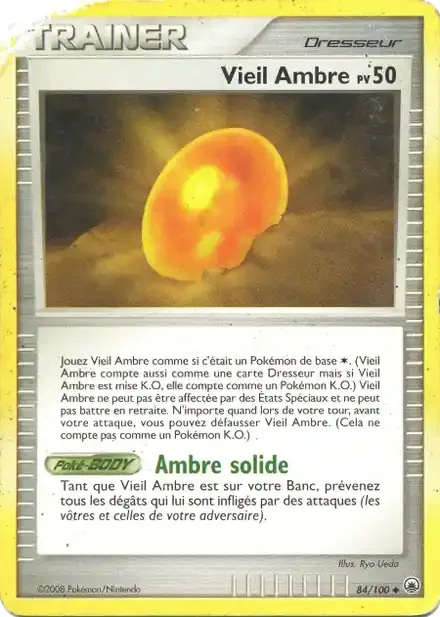 TRAINER
Dresseur
Vieil Ambre PV 50
Jouez Vieil Ambre comme si c'était un Pokémon de base ✶. (Vieil
Ambre compte aussi comme une carte Dresseur mais si Vieil
Ambre est mise K.O, elle compte comme un Pokémon K.O.) Vieil
Ambre ne peut pas être affectée par des États Spéciaux et ne peut
pas battre en retraite. N'importe quand lors de votre tour, avant
votre attaque, vous pouvez défausser Vieil Ambre. (Cela ne
compte pas comme un Pokémon K.O.)
Poké-BODY Ambre solide
Tant que Vieil Ambre est sur votre Banc, prévenez
tous les dégâts qui lui sont infligés par des attaques (les
vôtres et celles de votre adversaire).
Illus. Ryo Ueda
©2008 Pokémon/Nintendo
84/100 ◆